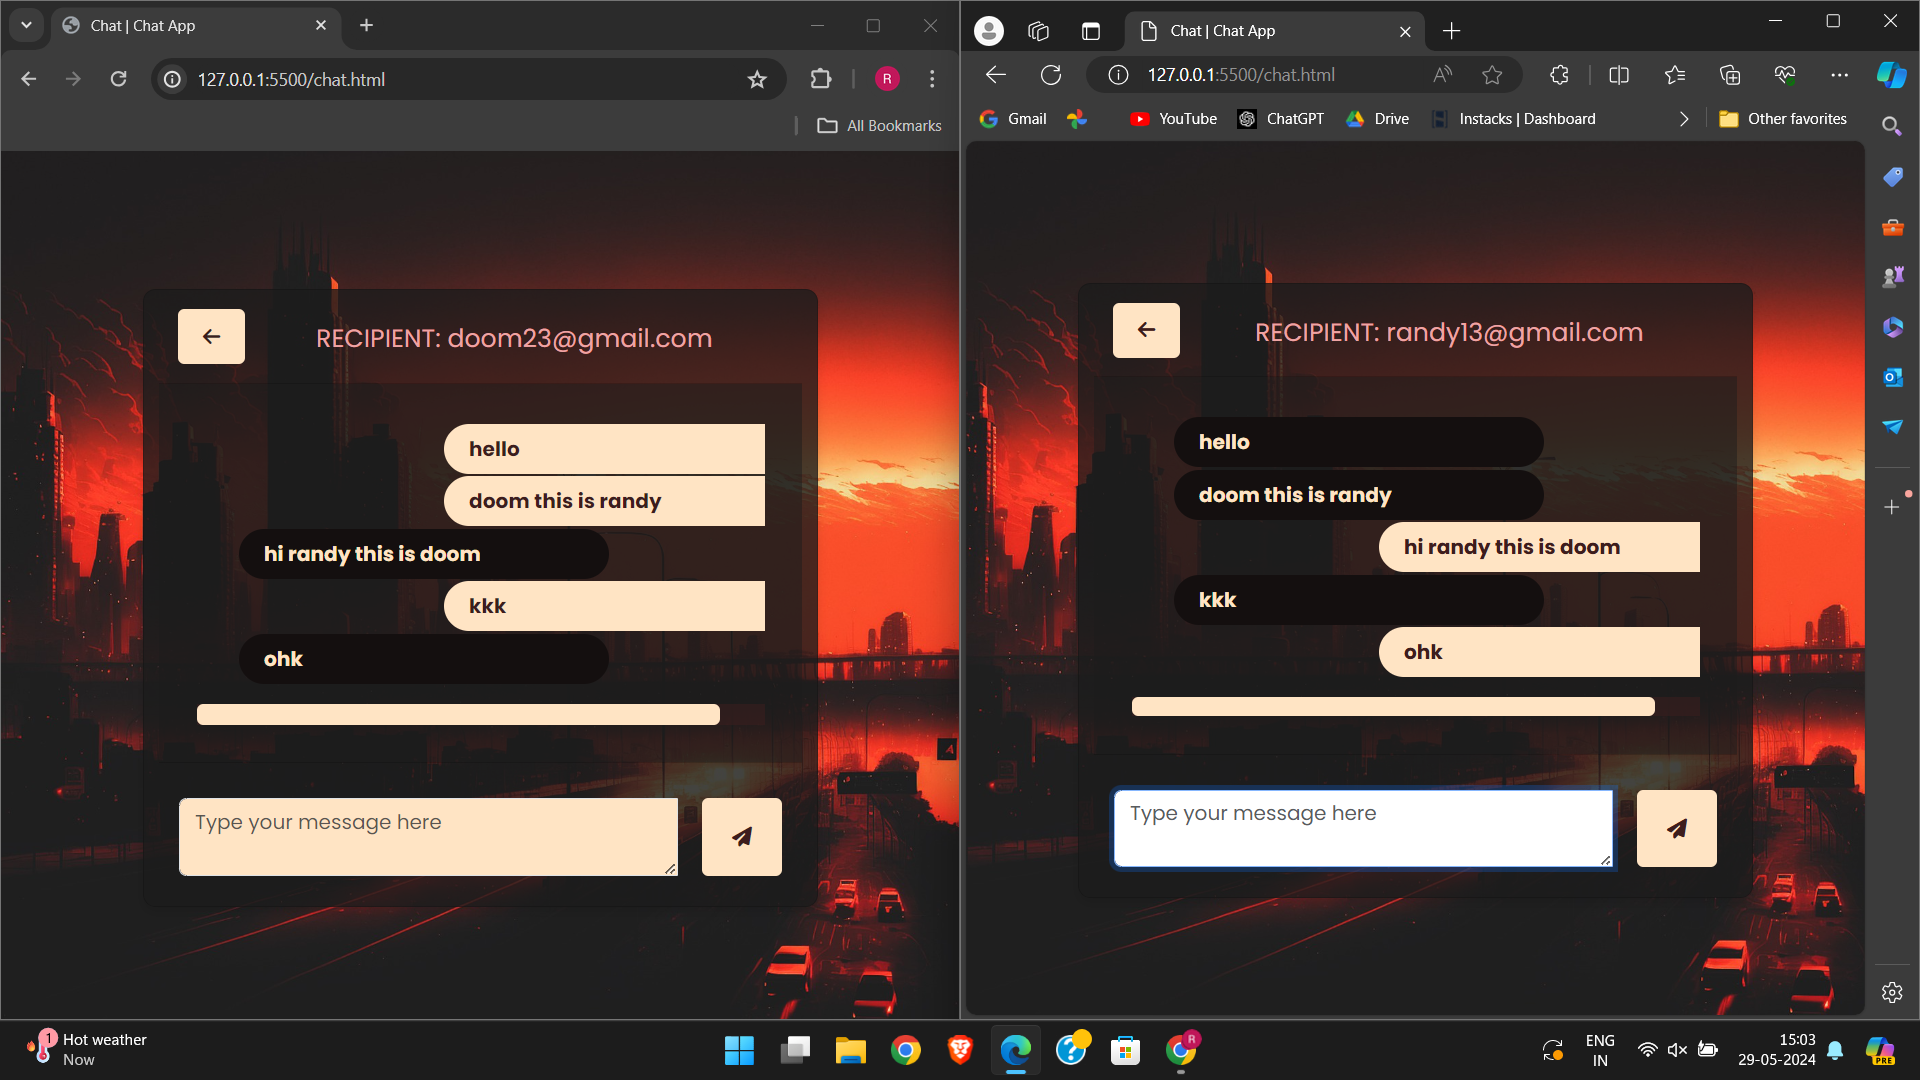 Chat | Chat App
127.0.0.1:5500/chat.html
R
All Bookmarks
RECIPIENT: doom23@gmail.com
hello
doom this is randy
hi randy this is doom
kkk
ohk
Type your message here
Chat | Chat App
127.0.0.1:5500/chat.html
Gmail
YouTube
ChatGPT
Drive
Instacks | Dashboard
Other favorites
RECIPIENT: randy13@gmail.com
hello
doom this is randy
hi randy this is doom
kkk
ohk
Type your message here
1
Hot weather
Now
R
ENG
IN
15:03
29-05-2024
PRE